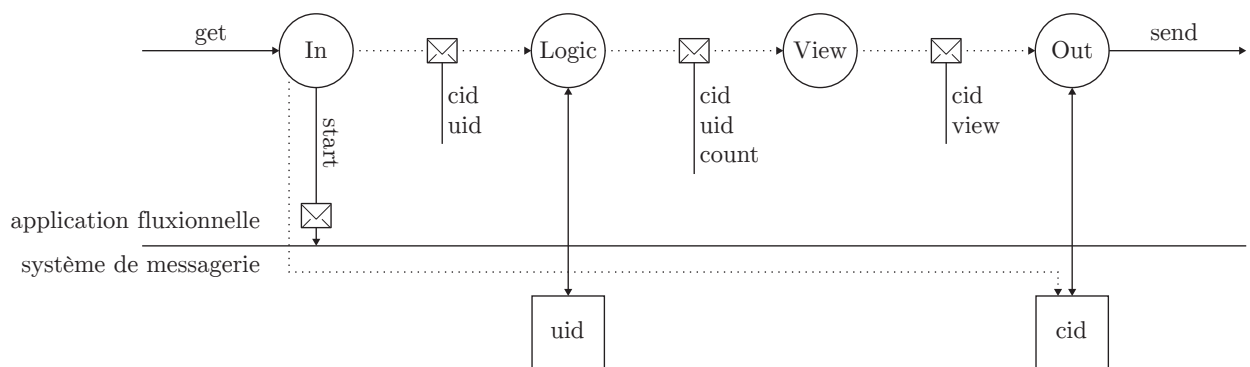 get
In
Logic
View
Out
send
cid
uid
cid
uid
count
cid
view
start
application fluxionnelle
système de messagerie
uid
cid